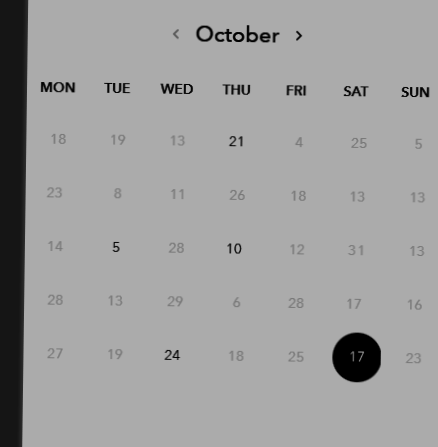 ‹ October ›
MON TUE WED THU FRI SAT SUN
18 19 13 21 4 25 5
23 8 11 26 18 13 13
14 5 28 10 12 31 13
28 13 29 6 28 17 16
27 19 24 18 25 17 23